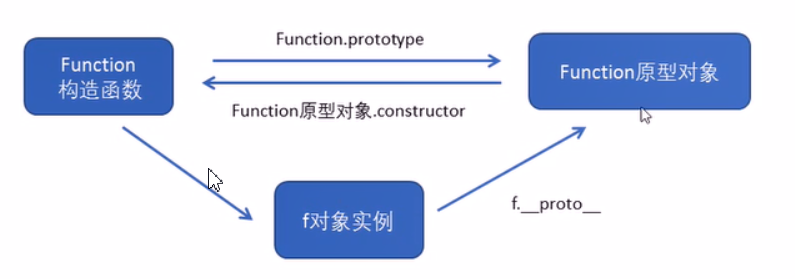 Function.prototype
Function
构造函数
Function原型对象
Function原型对象.constructor
f对象实例
f.__proto__